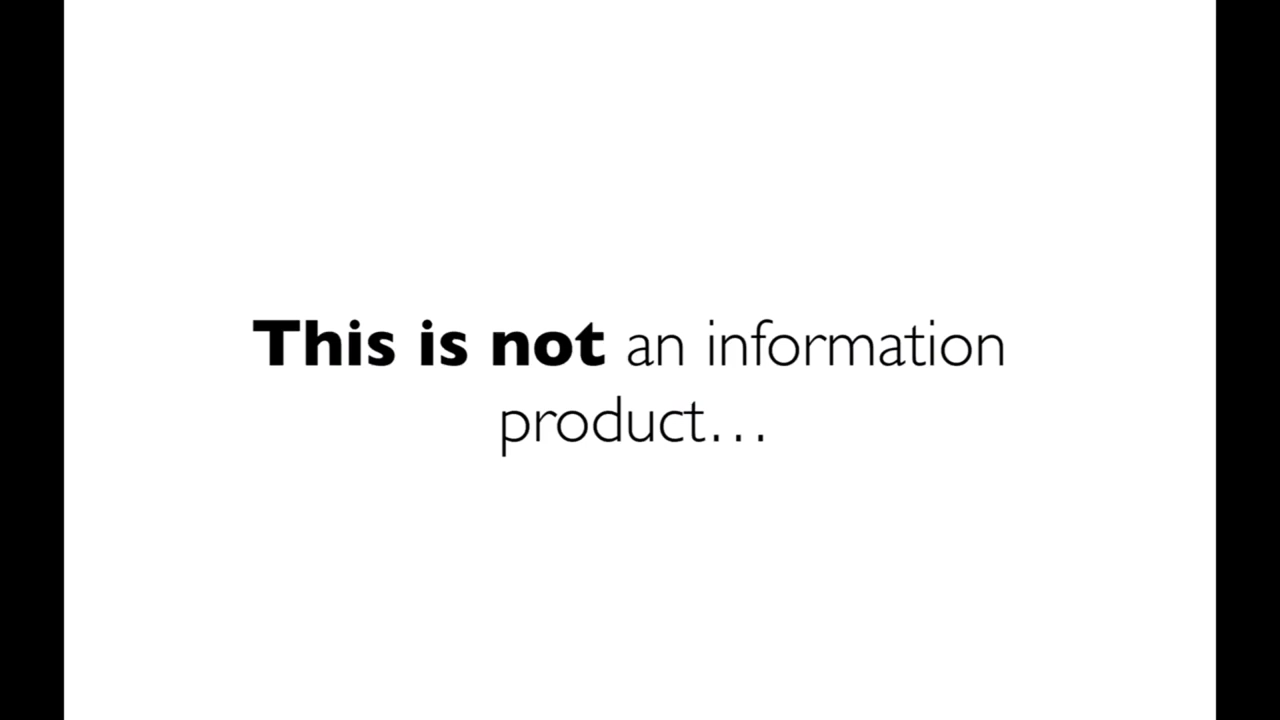 This is not an information
product…